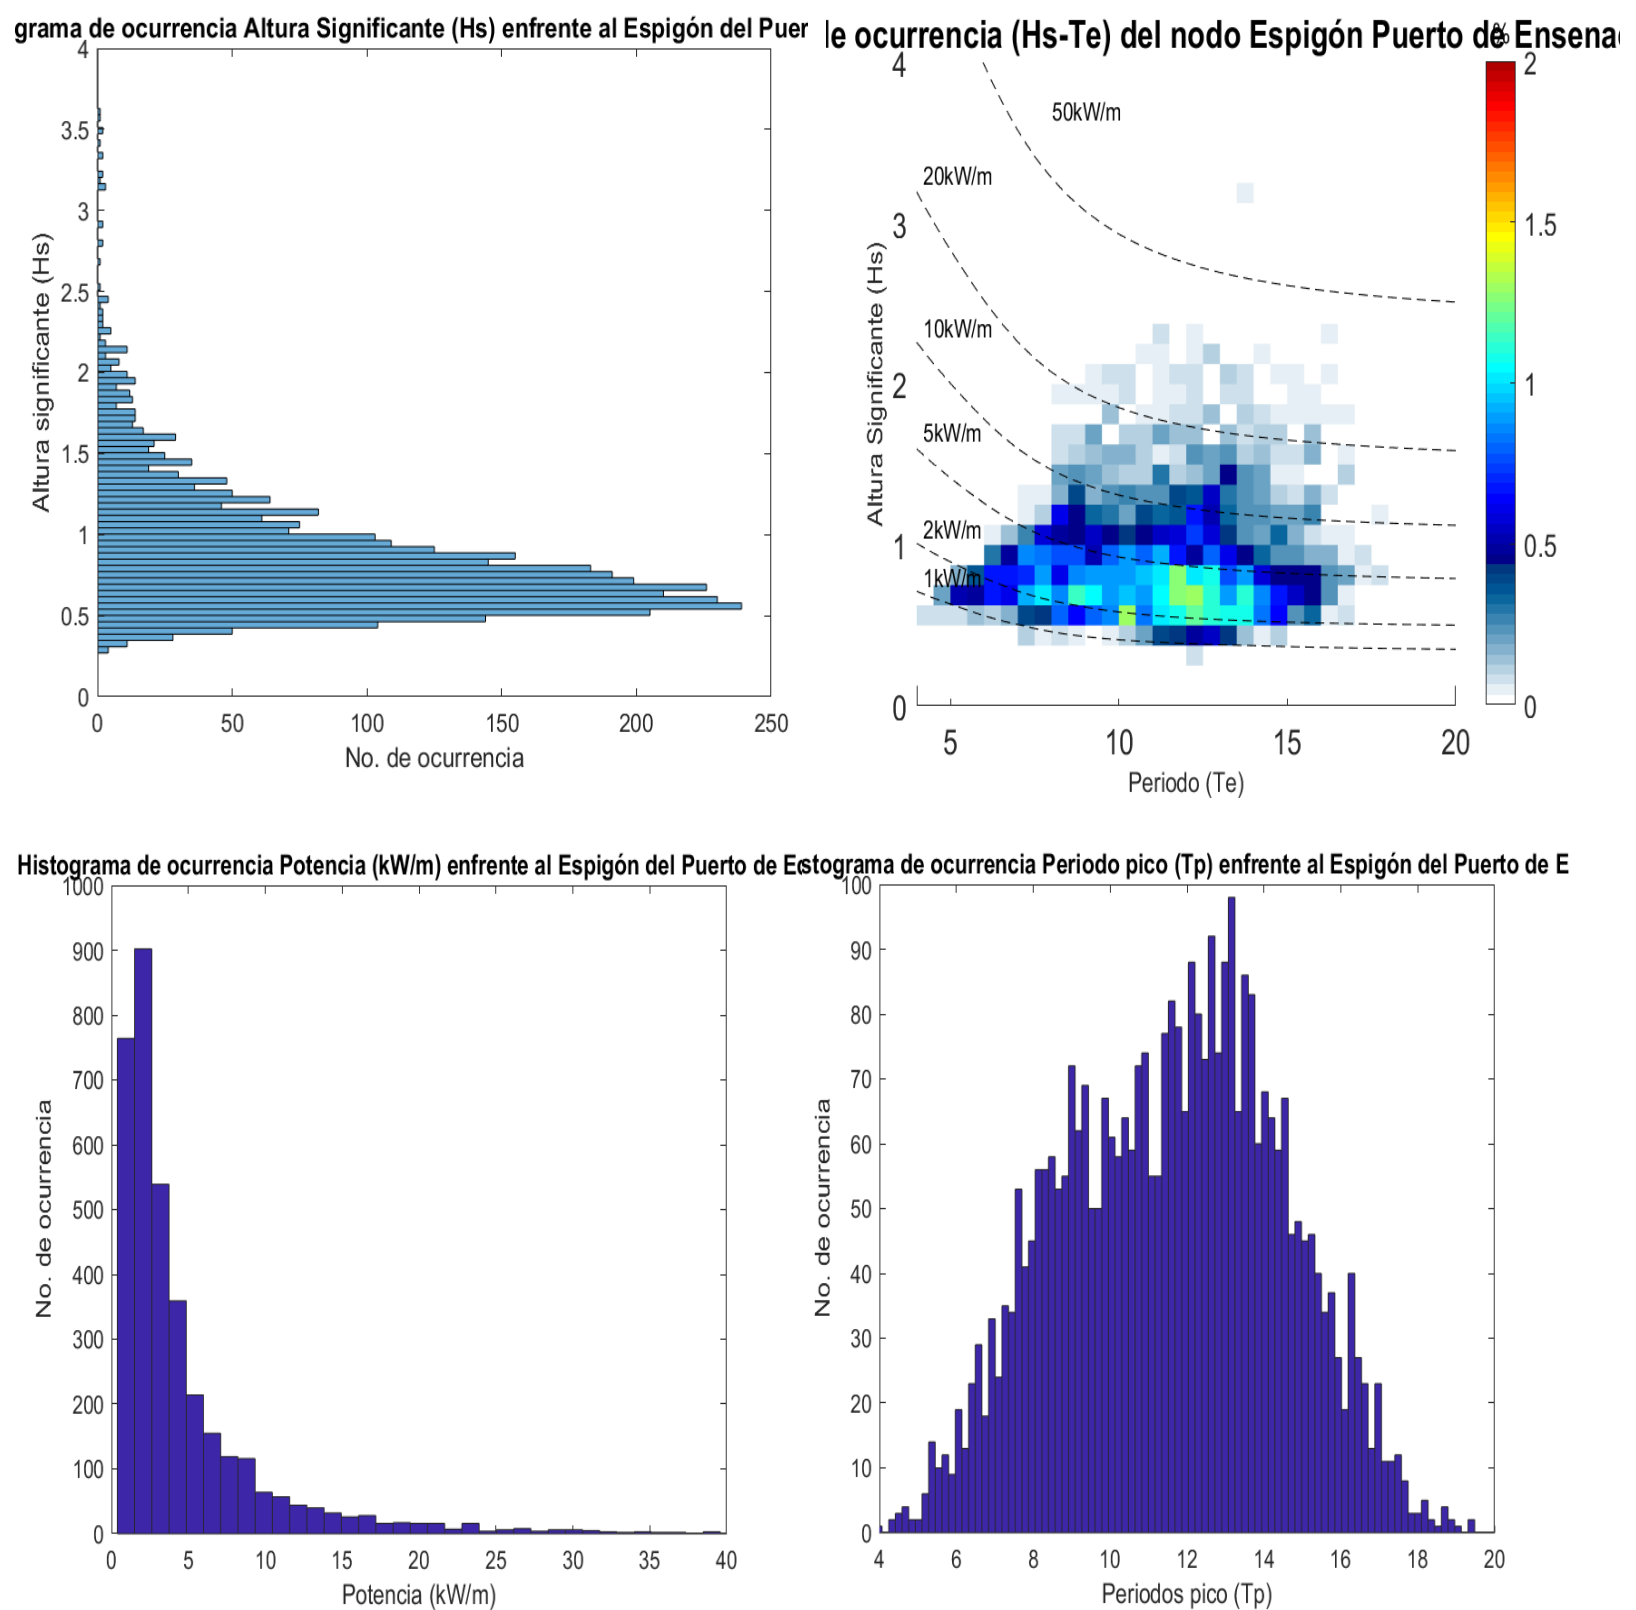 grama de ocurrencia Altura Significante (Hs) enfrente al Espigón del Puer
4
3.5
3
2.5
2
1.5
1
0.5
0
0 50 100 150 200 250
Altura significante (Hs)
No. de ocurrencia
de ocurrencia (Hs-Te) del nodo Espigón Puerto de Ensena
%
50kW/m
20kW/m
10kW/m
5kW/m
2kW/m
1kW/m
4
3
2
1
0
5 10 15 20
Altura Significante (Hs)
Periodo (Te)
2
1.5
1
0.5
0
Histograma de ocurrencia Potencia (kW/m) enfrente al Espigón del Puerto de E
1000
900
800
700
600
500
400
300
200
100
0
0 5 10 15 20 25 30 35 40
No. de ocurrencia
Potencia (kW/m)
stograma de ocurrencia Periodo pico (Tp) enfrente al Espigón del Puerto de E
100
90
80
70
60
50
40
30
20
10
0
4 6 8 10 12 14 16 18 20
No. de ocurrencia
Periodos pico (Tp)